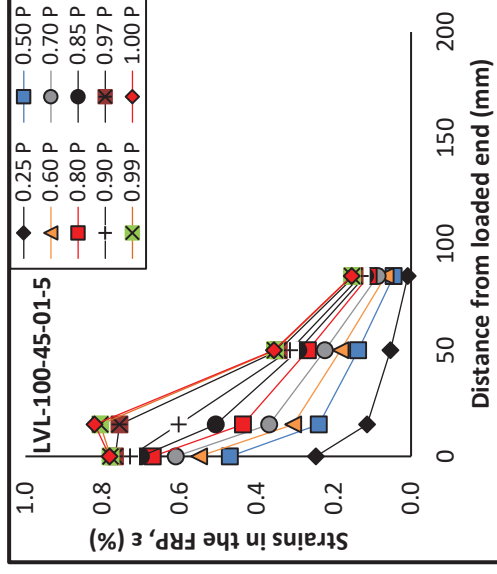 LVL-100-45-01-5
0.25 P
0.50 P
0.60 P
0.70 P
0.80 P
0.85 P
0.90 P
0.97 P
0.99 P
1.00 P
Strains in the FRP, ε (%)
1.0
0.8
0.6
0.4
0.2
0.0
0
50
100
150
200
Distance from loaded end (mm)